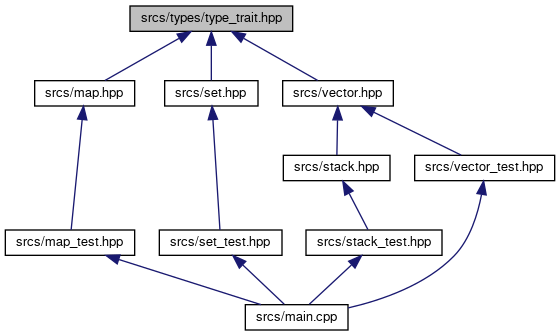 srcs/types/type_trait.hpp
srcs/map.hpp
srcs/set.hpp
srcs/vector.hpp
srcs/stack.hpp
srcs/vector_test.hpp
srcs/map_test.hpp
srcs/set_test.hpp
srcs/stack_test.hpp
srcs/main.cpp